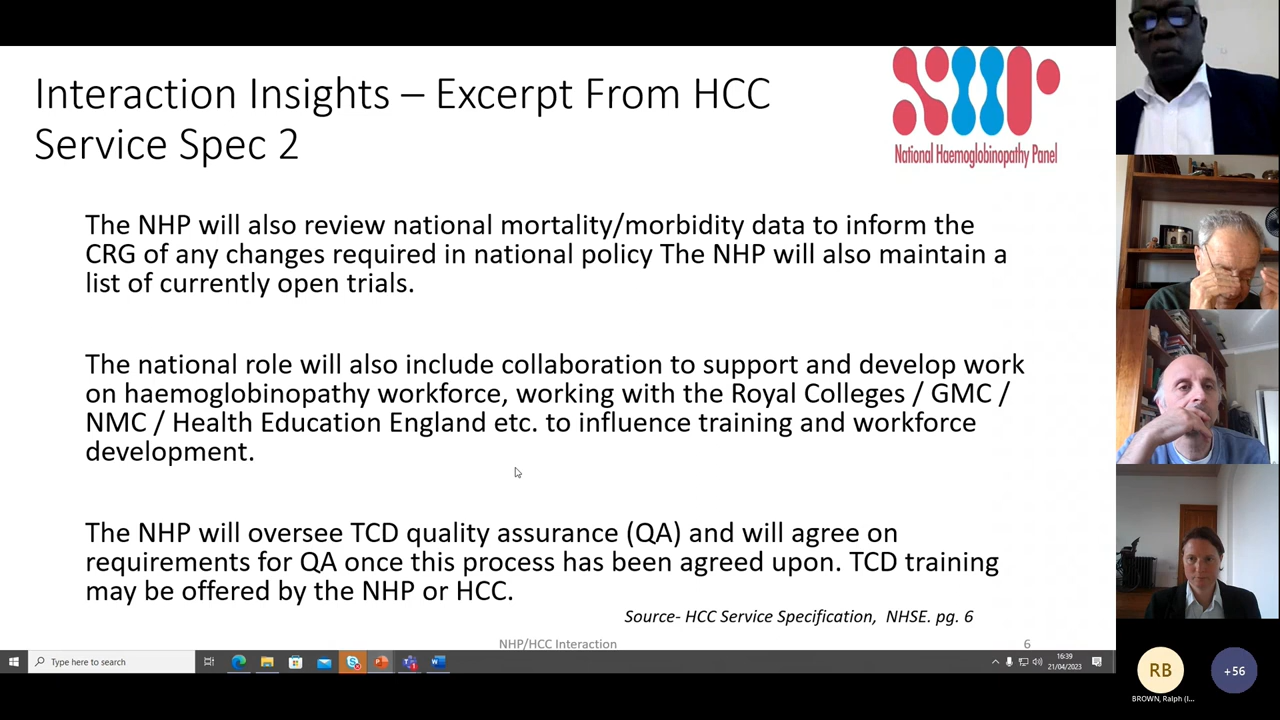 Interaction Insights – Excerpt From HCC
Service Spec 2
NHP
National Haemoglobinopathy Panel
The NHP will also review national mortality/morbidity data to inform the
CRG of any changes required in national policy The NHP will also maintain a
list of currently open trials.
The national role will also include collaboration to support and develop work
on haemoglobinopathy workforce, working with the Royal Colleges / GMC /
NMC / Health Education England etc. to influence training and workforce
development.
The NHP will oversee TCD quality assurance (QA) and will agree on
requirements for QA once this process has been agreed upon. TCD training
may be offered by the NHP or HCC.
Source- HCC Service Specification,  NHSE. pg. 6
NHP/HCC Interaction
6
Type here to search
16:39
21/04/2023
RB
+56
BROWN, Ralph (I...